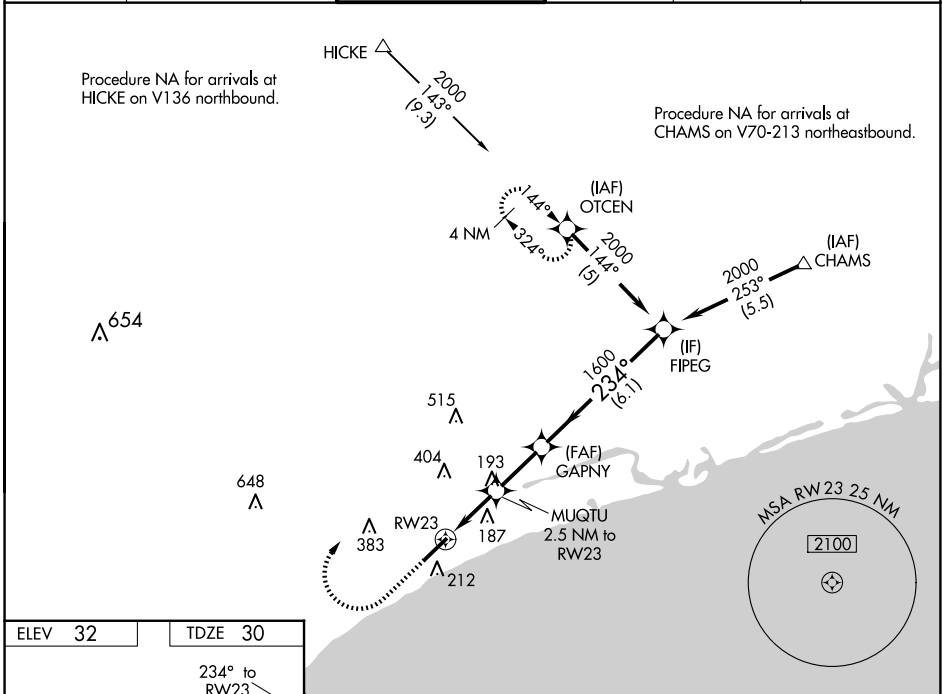 HICKE
Procedure NA for arrivals at
HICKE on V136 northbound.
2000
143°
(9.3)
Procedure NA for arrivals at
CHAMS on V70-213 northeastbound.
(IAF)
OTCEN
144°
324°
4 NM
2000
144°
(5)
(IAF)
CHAMS
2000
253°
(5.5)
(IF)
FIPEG
654
1600
234°
(6.1)
515
(FAF)
GAPNY
404
193
648
RW23
383
187
MUQTU
2.5 NM to
RW23
212
MSA RW23 25 NM
2100
ELEV 32
TDZE 30
234° to
RW23